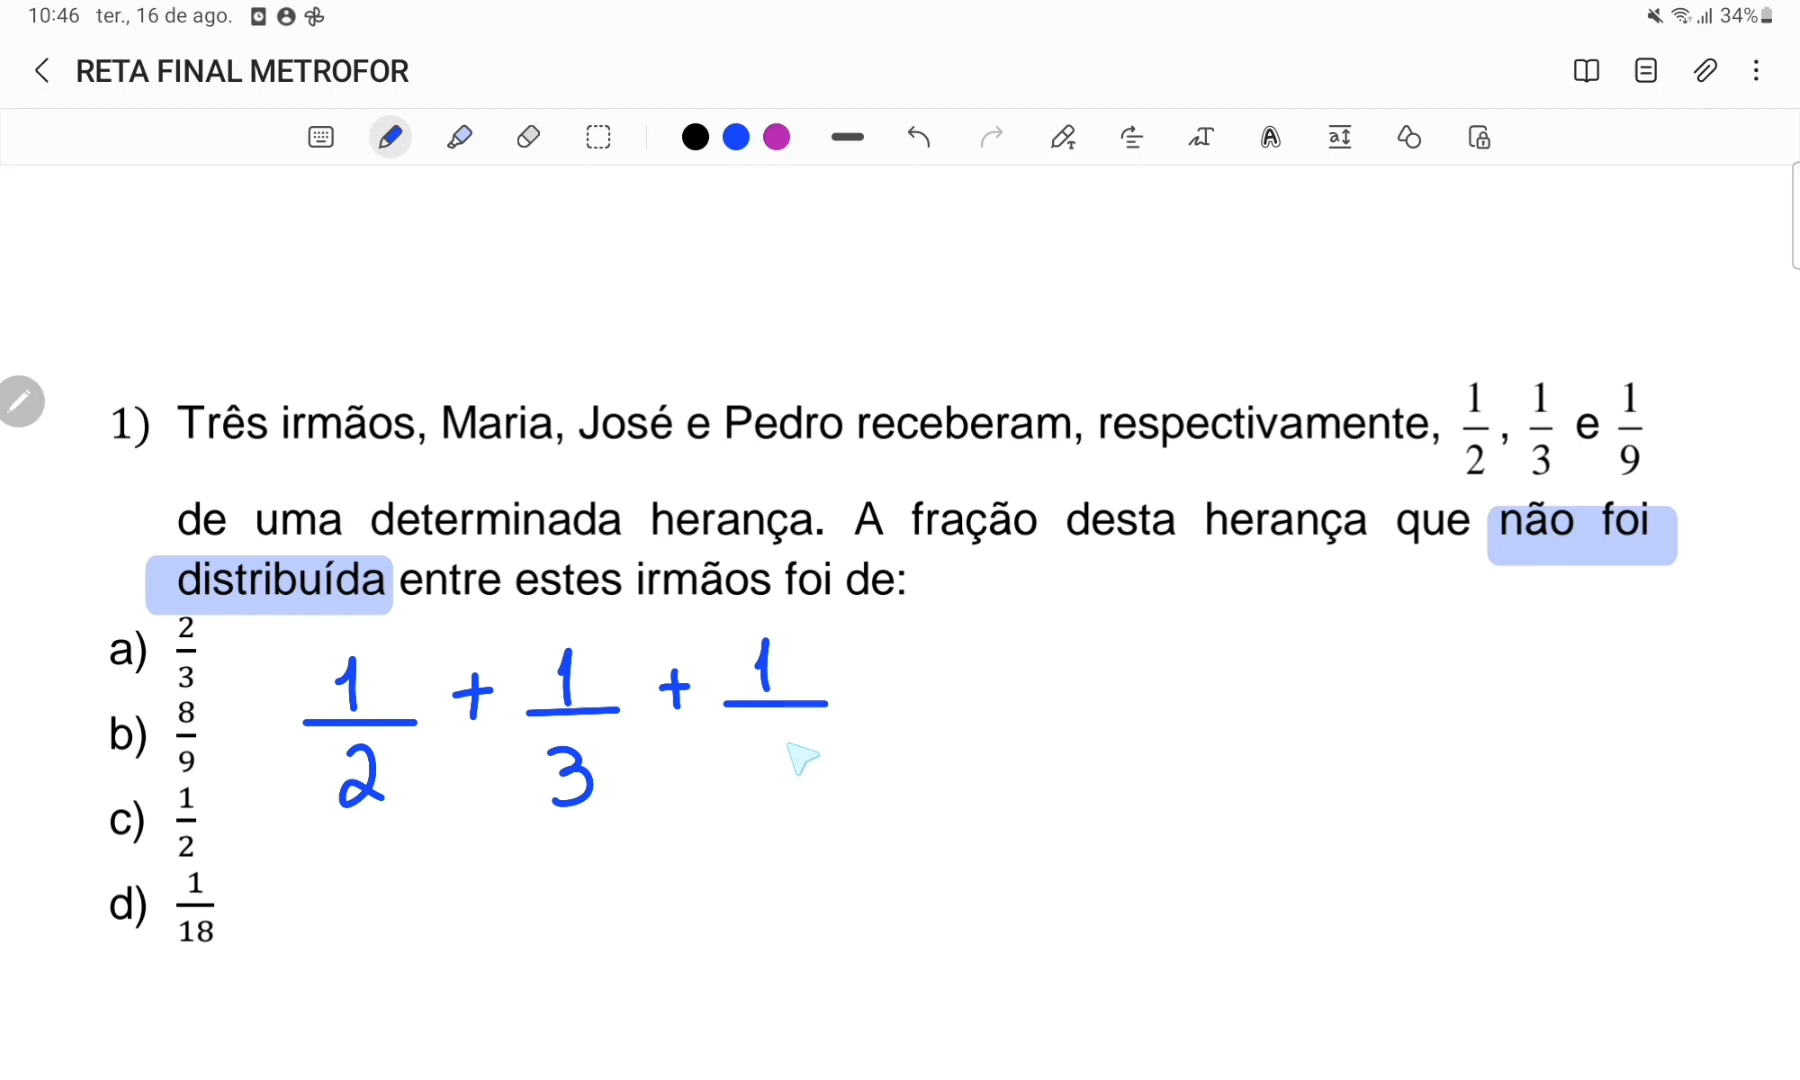 10:46 ter., 16 de ago. 34%
RETA FINAL METROFOR
1) Três irmãos, Maria, José e Pedro receberam, respectivamente, 1/2, 1/3 e 1/9
de uma determinada herança. A fração desta herança que não foi
distribuída entre estes irmãos foi de:
a) 2/3
b) 8/9
c) 1/2
d) 1/18
1/2 + 1/3 + 1/